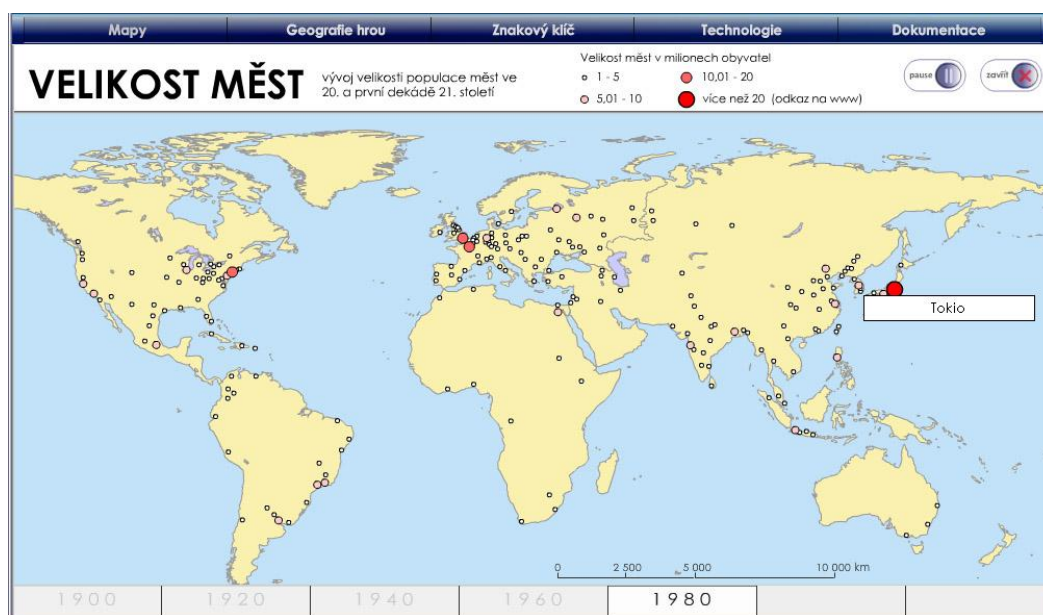 Mapy Geografie hrou Znakový klíč Technologie Dokumentace
VELIKOST MĚST
vývoj velikosti populace měst ve
20. a první dekádě 21. století
Velikost měst v milionech obyvatel
1 - 5
5,01 - 10
10,01 - 20
více než 20 (odkaz na www)
pause
zavřít
Tokio
0 2 500 5 000 10 000 km
1900 1920 1940 1960 1980